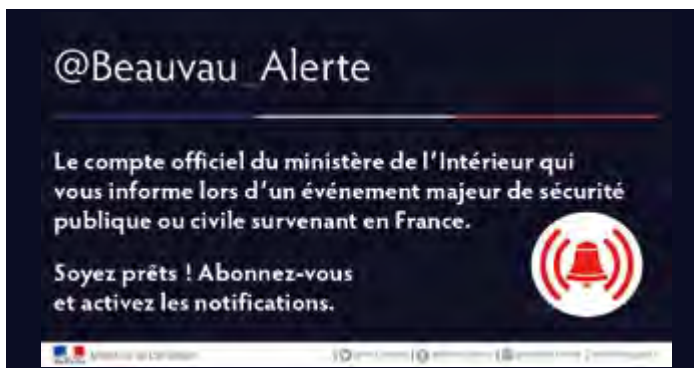 @Beauvau_Alerte
Le compte officiel du ministère de l'Intérieur qui
vous informe lors d'un événement majeur de sécurité
publique ou civile survenant en France.
Soyez prêts ! Abonnez-vous
et activez les notifications.